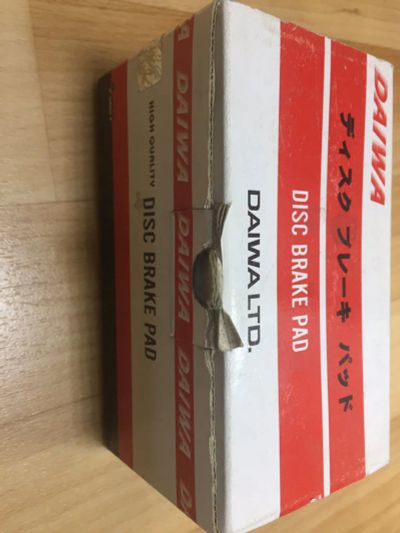 DAIWA
ディスク ブレーキ パッド
DISC BRAKE PAD
DAIWA LTD.
DAIWA DAIWA DAIWA
HIGH QUALITY DISC BRAKE PAD